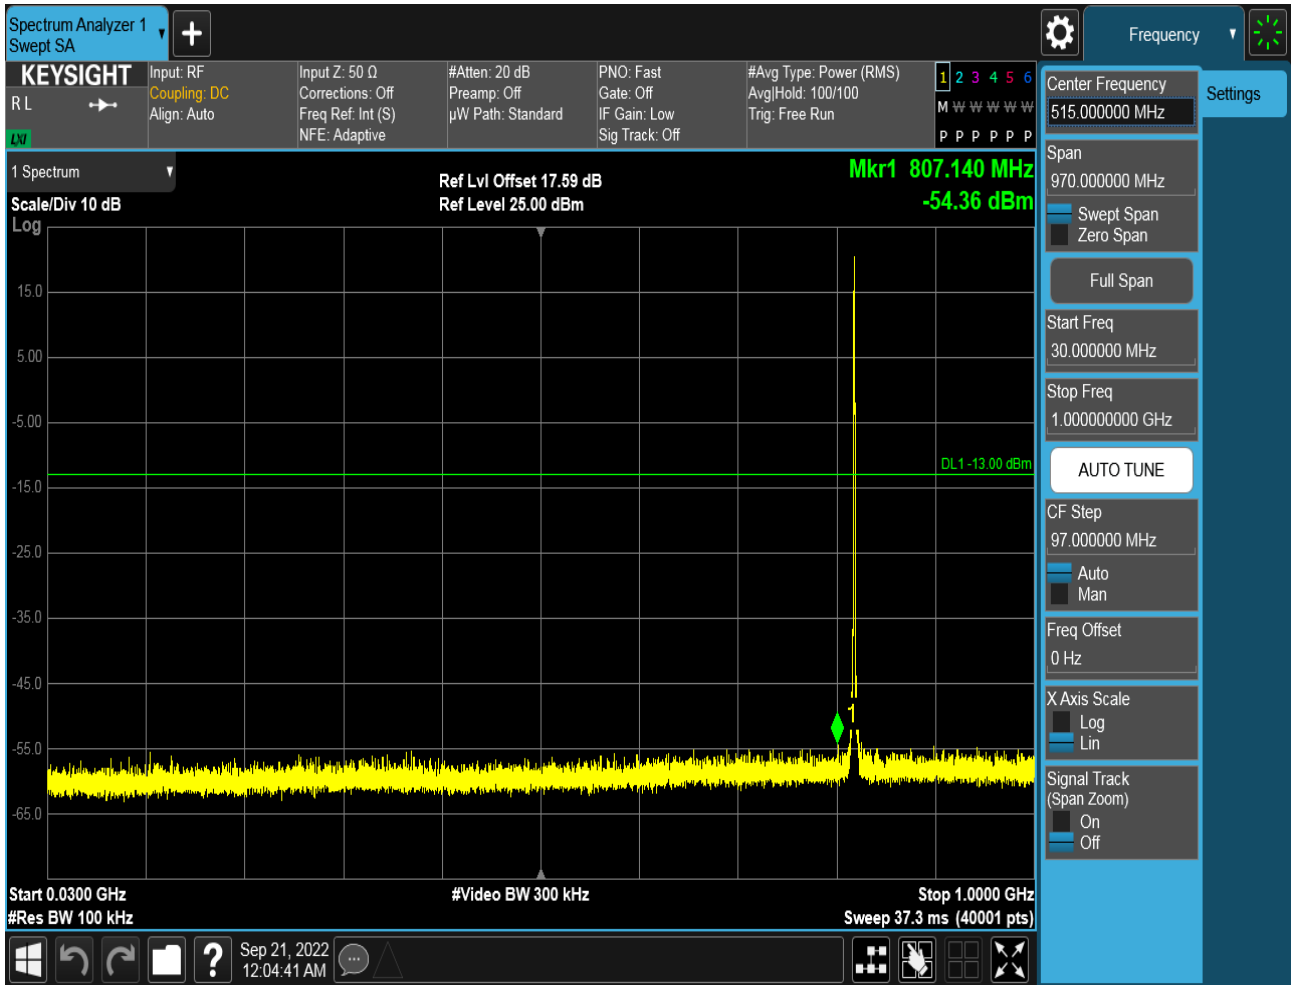 Spectrum Analyzer 1
Swept SA
Frequency
KEYSIGHT
R L
LXI
Input: RF
Coupling: DC
Align: Auto
Input Z: 50 Ω
Corrections: Off
Freq Ref: Int (S)
NFE: Adaptive
#Atten: 20 dB
Preamp: Off
µW Path: Standard
PNO: Fast
Gate: Off
IF Gain: Low
Sig Track: Off
#Avg Type: Power (RMS)
Avg|Hold: 100/100
Trig: Free Run
1 2 3 4 5 6
M W W W W W
P P P P P P
1 Spectrum
Scale/Div 10 dB
Log
Ref Lvl Offset 17.59 dB
Ref Level 25.00 dBm
Mkr1 807.140 MHz
-54.36 dBm
15.0
5.00
-5.00
-15.0
-25.0
-35.0
-45.0
-55.0
-65.0
DL1 -13.00 dBm
Start 0.0300 GHz
#Res BW 100 kHz
#Video BW 300 kHz
Stop 1.0000 GHz
Sweep 37.3 ms (40001 pts)
Center Frequency
515.000000 MHz
Settings
Span
970.000000 MHz
Swept Span
Zero Span
Full Span
Start Freq
30.000000 MHz
Stop Freq
1.000000000 GHz
AUTO TUNE
CF Step
97.000000 MHz
Auto
Man
Freq Offset
0 Hz
X Axis Scale
Log
Lin
Signal Track
(Span Zoom)
On
Off
?
Sep 21, 2022
12:04:41 AM